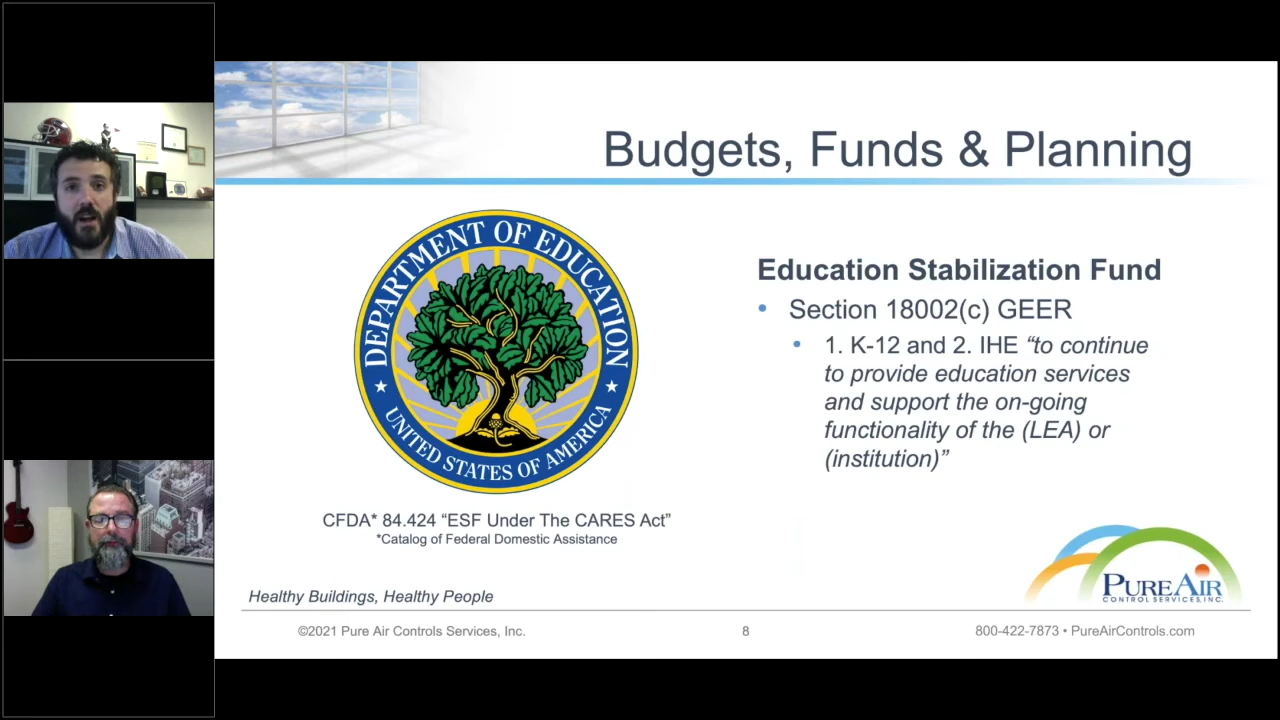 Budgets, Funds & Planning
DEPARTMENT OF EDUCATION
UNITED STATES OF AMERICA
CFDA* 84.424 “ESF Under The CARES Act”
*Catalog of Federal Domestic Assistance
Education Stabilization Fund
• Section 18002(c) GEER
• 1. K-12 and 2. IHE “to continue
to provide education services
and support the on-going
functionality of the (LEA) or
(institution)”
PUREAIR
CONTROL SERVICES, INC.
Healthy Buildings, Healthy People
©2021 Pure Air Controls Services, Inc.
8
800-422-7873 • PureAirControls.com